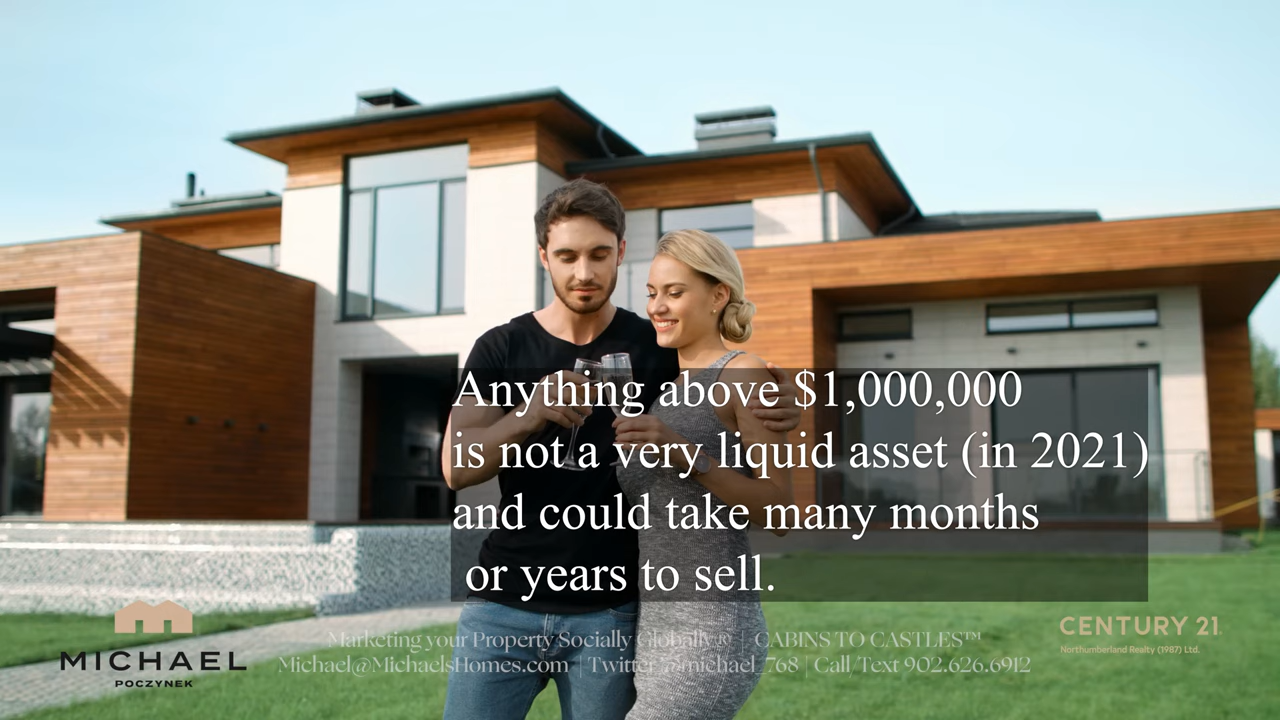 Anything above $1,000,000
is not a very liquid asset (in 2021)
and could take many months
or years to sell.
Marketing your Property Socially Globally® | CABINS TO CASTLES™
Michael@MichaelsHomes.com | Twitter @michael_768 | Call/Text 902.626.6912
MICHAEL
POCZYNEK
CENTURY 21.
Northumberland Realty (1987) Ltd.